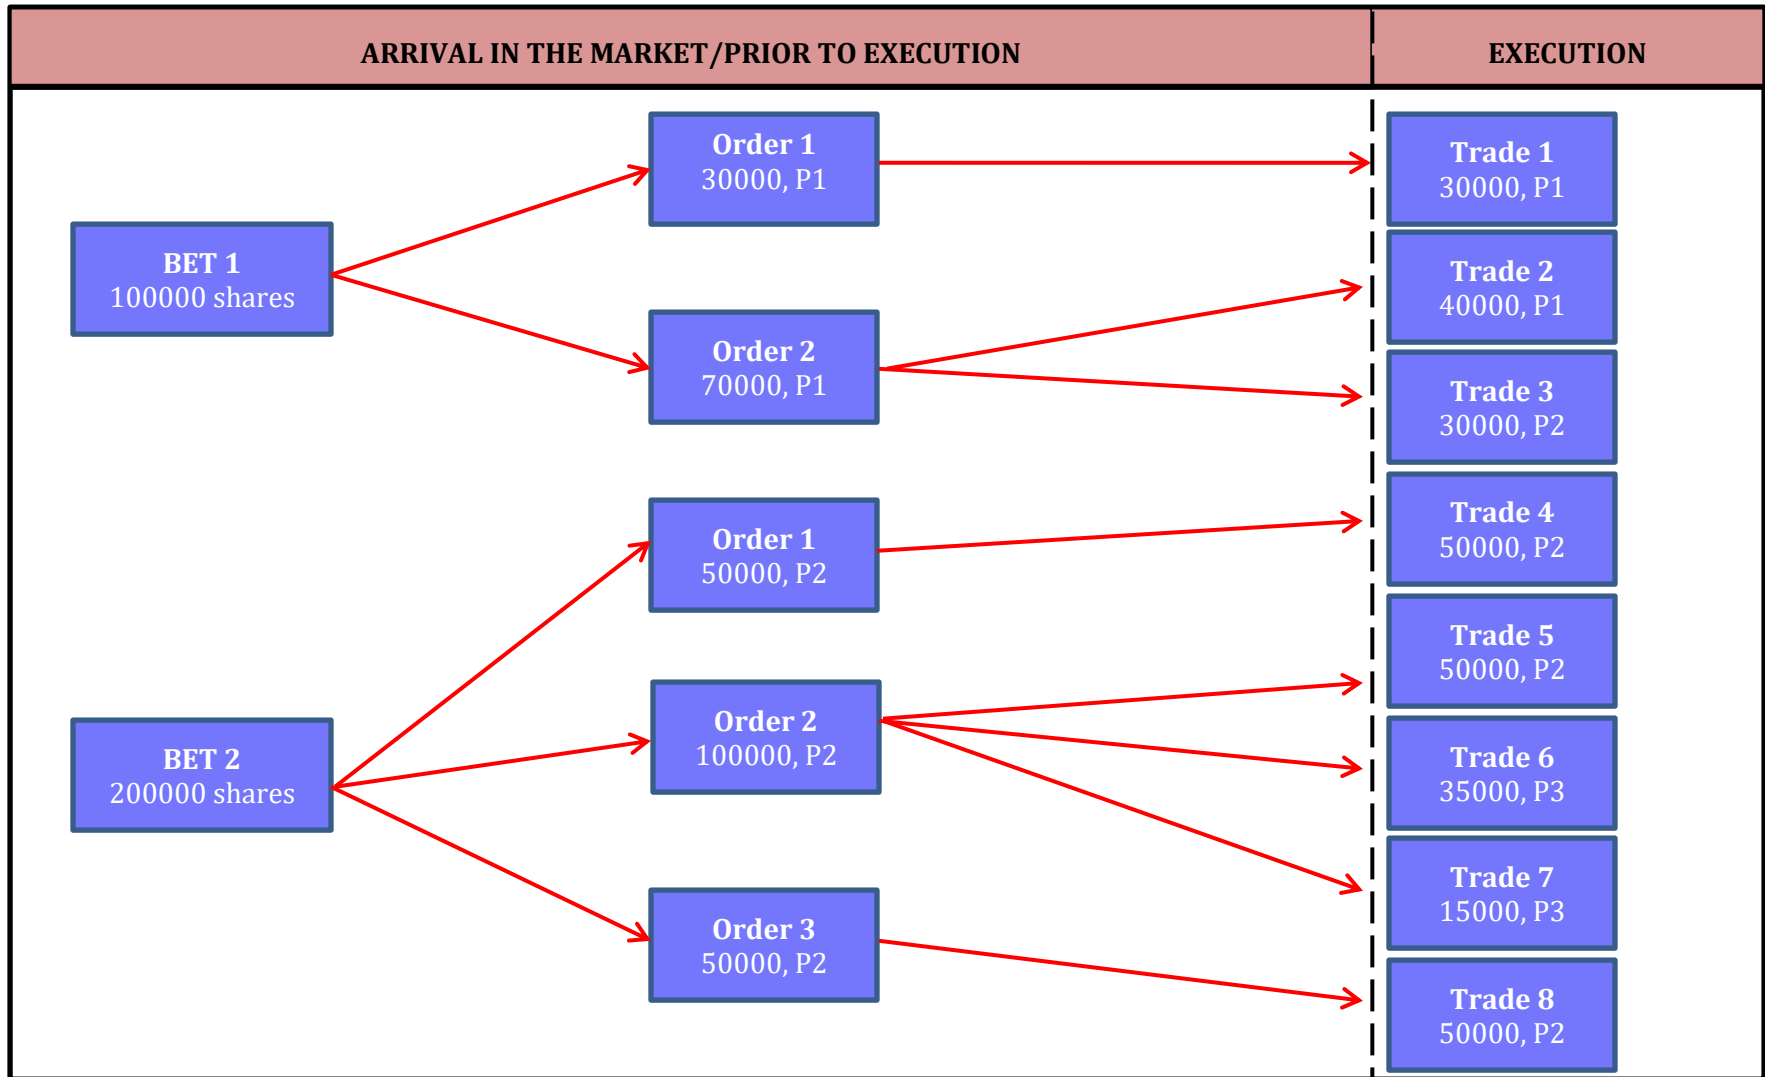 ARRIVAL IN THE MARKET/PRIOR TO EXECUTION
EXECUTION
BET 1
100000 shares
Order 1
30000, P1
Order 2
70000, P1
Trade 1
30000, P1
Trade 2
40000, P1
Trade 3
30000, P2
BET 2
200000 shares
Order 1
50000, P2
Order 2
100000, P2
Order 3
50000, P2
Trade 4
50000, P2
Trade 5
50000, P2
Trade 6
35000, P3
Trade 7
15000, P3
Trade 8
50000, P2